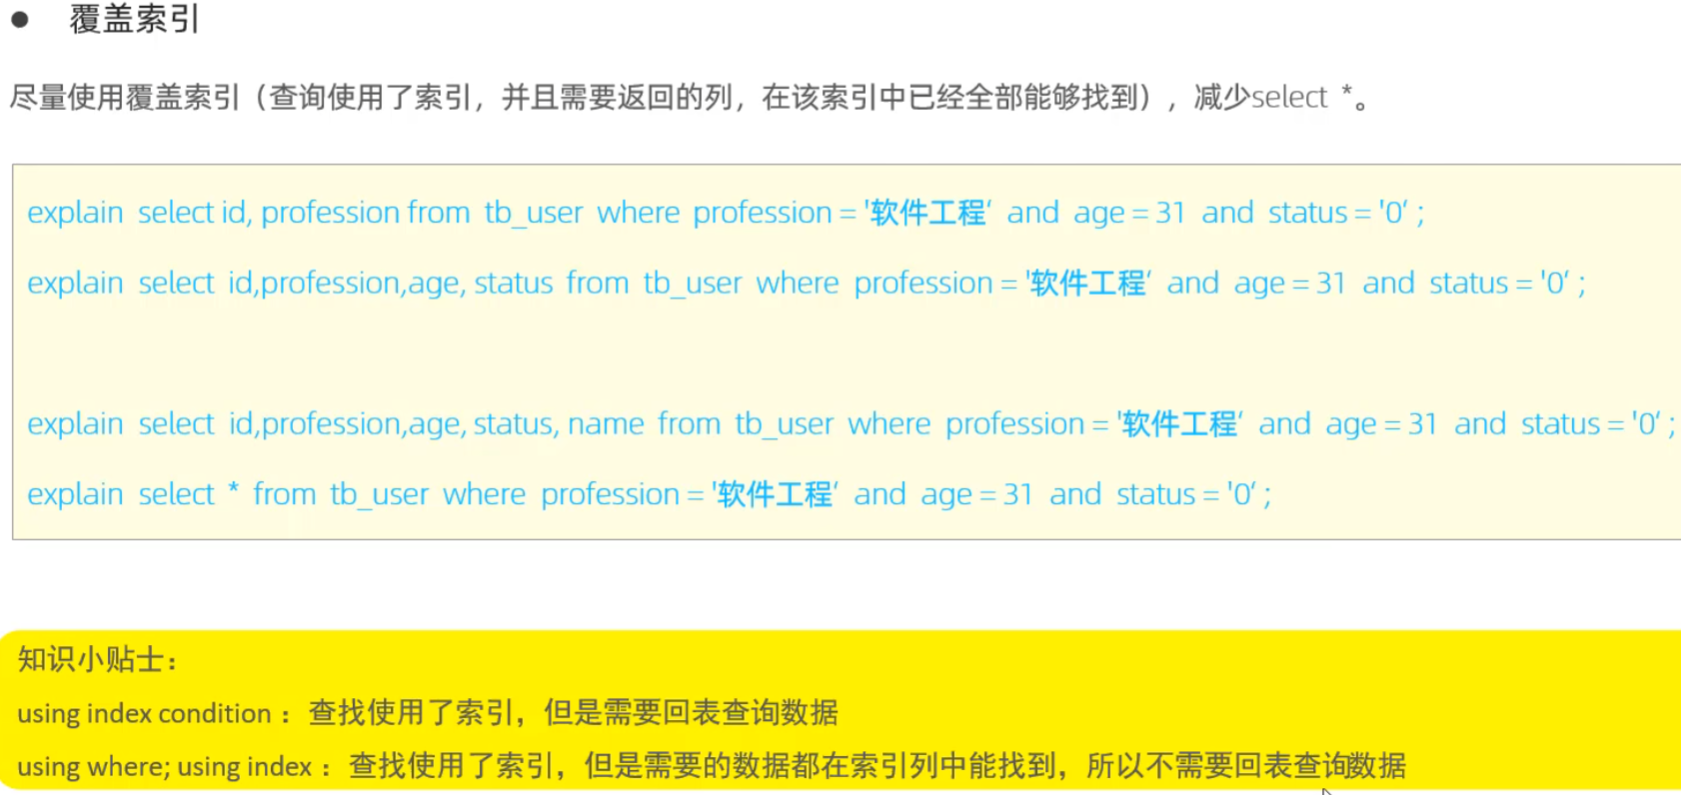 ● 覆盖索引
尽量使用覆盖索引（查询使用了索引，并且需要返回的列，在该索引中已经全部能够找到），减少select *。
explain select id, profession from tb_user where profession = '软件工程‘ and age = 31 and status = '0‘ ;
explain select id,profession,age, status from tb_user where profession = '软件工程‘ and age = 31 and status = '0‘ ;
explain select id,profession,age, status, name from tb_user where profession = '软件工程‘ and age = 31 and status = '0‘ ;
explain select * from tb_user where profession = '软件工程‘ and age = 31 and status = '0‘ ;
知识小贴士：
using index condition ：查找使用了索引，但是需要回表查询数据
using where; using index ：查找使用了索引，但是需要的数据都在索引列中能找到，所以不需要回表查询数据